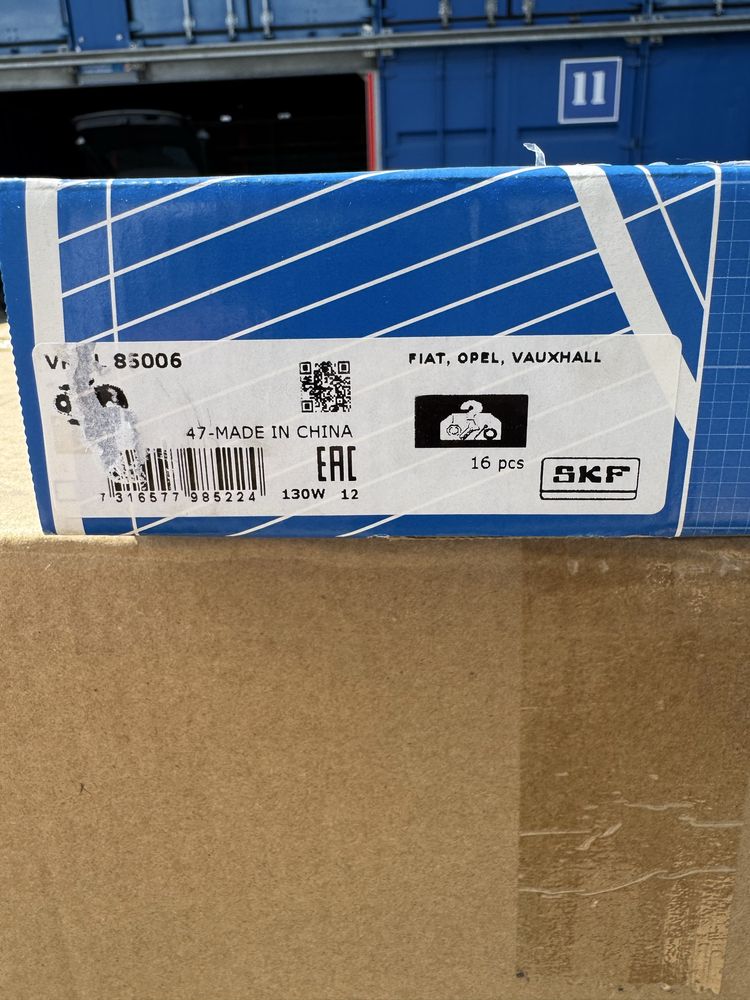 11
85006
FIAT, OPEL, VAUXHALL
47-MADE IN CHINA
EAC
16 pcs
SKF
7 316577 985224
130W 12